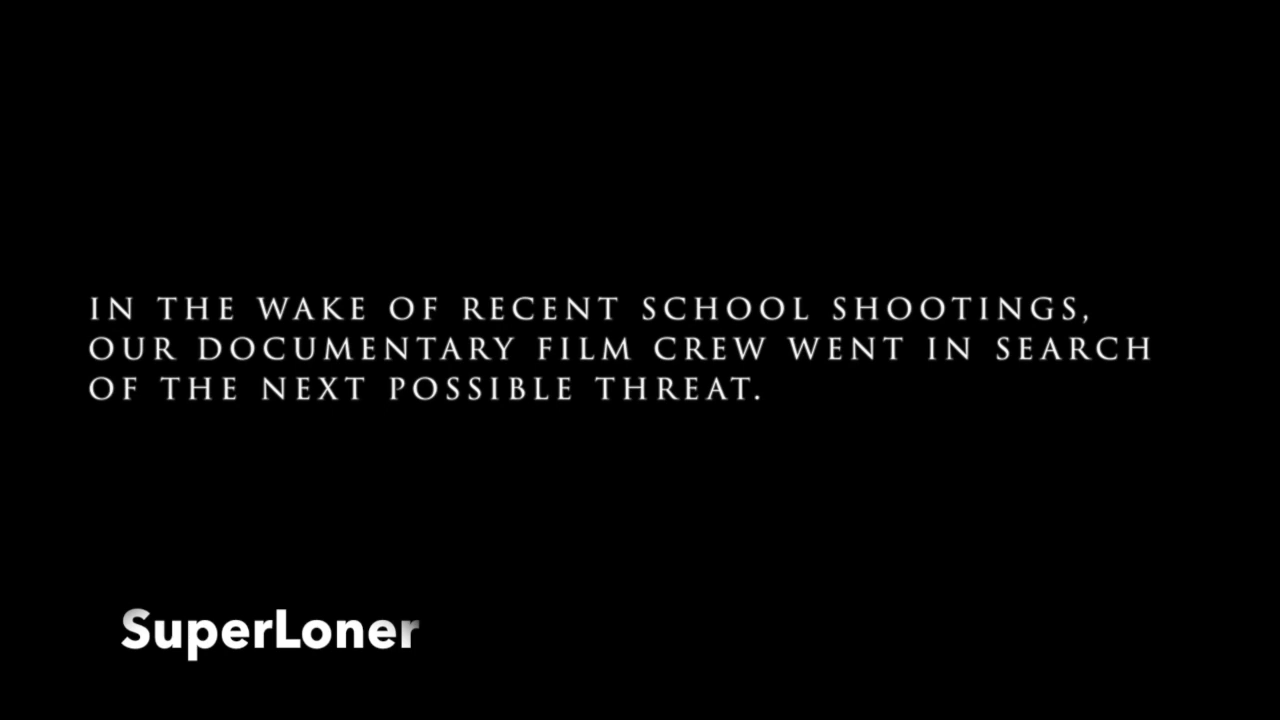 IN THE WAKE OF RECENT SCHOOL SHOOTINGS,
OUR DOCUMENTARY FILM CREW WENT IN SEARCH
OF THE NEXT POSSIBLE THREAT.
SuperLoner